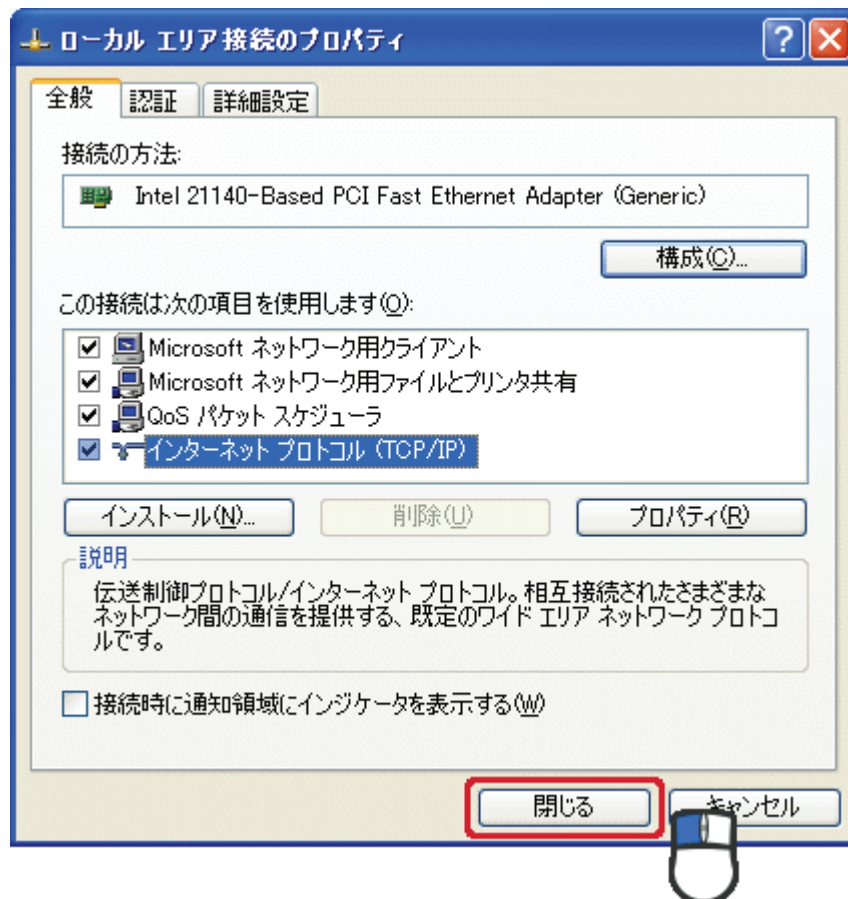 ローカル エリア接続のプロパティ
全般 認証 詳細設定
接続の方法:
Intel 21140-Based PCI Fast Ethernet Adapter (Generic)
構成(C)...
この接続は次の項目を使用します(O):
Microsoft ネットワーク用クライアント
Microsoft ネットワーク用ファイルとプリンタ共有
QoS パケット スケジューラ
インターネット プロトコル (TCP/IP)
インストール(N)... 削除(U) プロパティ(R)
説明
伝送制御プロトコル/インターネット プロトコル。相互接続されたさまざまな
ネットワーク間の通信を提供する、既定のワイド エリア ネットワーク プロトコ
ルです。
接続時に通知領域にインジケータを表示する(W)
閉じる キャンセル